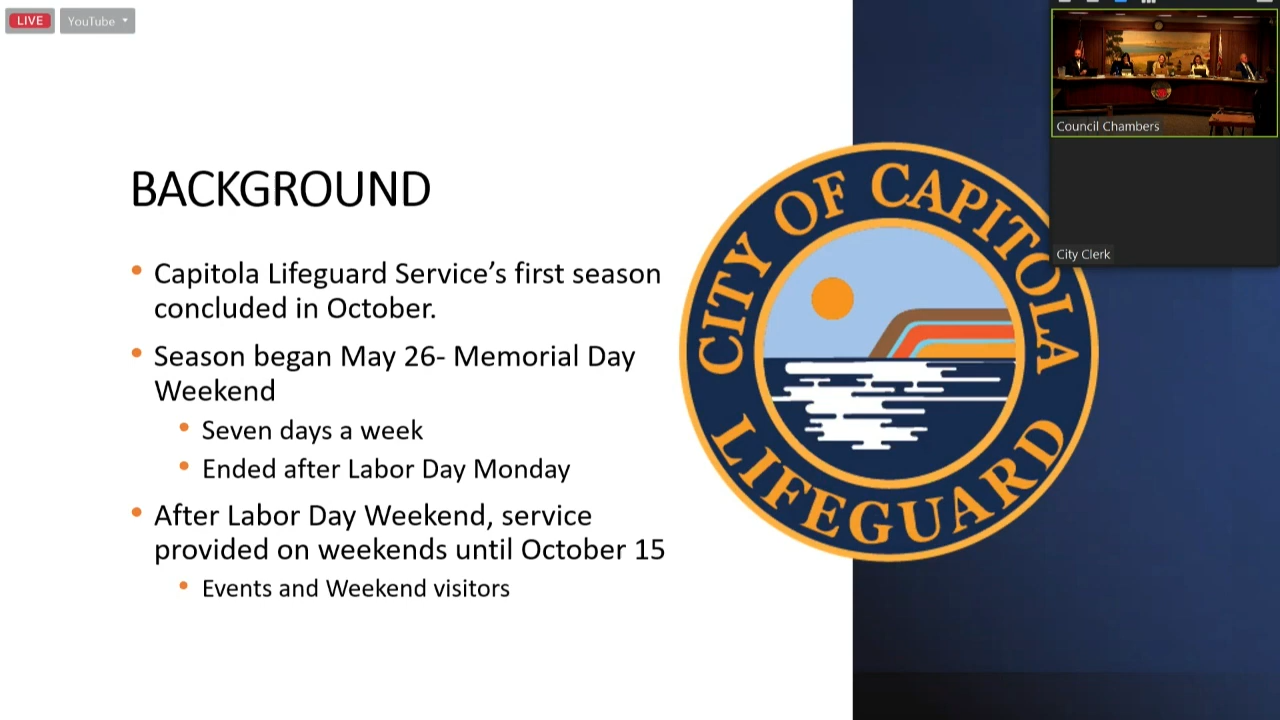 LIVE
YouTube
Council Chambers
City Clerk
BACKGROUND
• Capitola Lifeguard Service’s first season
concluded in October.
• Season began May 26- Memorial Day
Weekend
• Seven days a week
• Ended after Labor Day Monday
• After Labor Day Weekend, service
provided on weekends until October 15
• Events and Weekend visitors
CITY OF CAPITOLA
LIFEGUARD